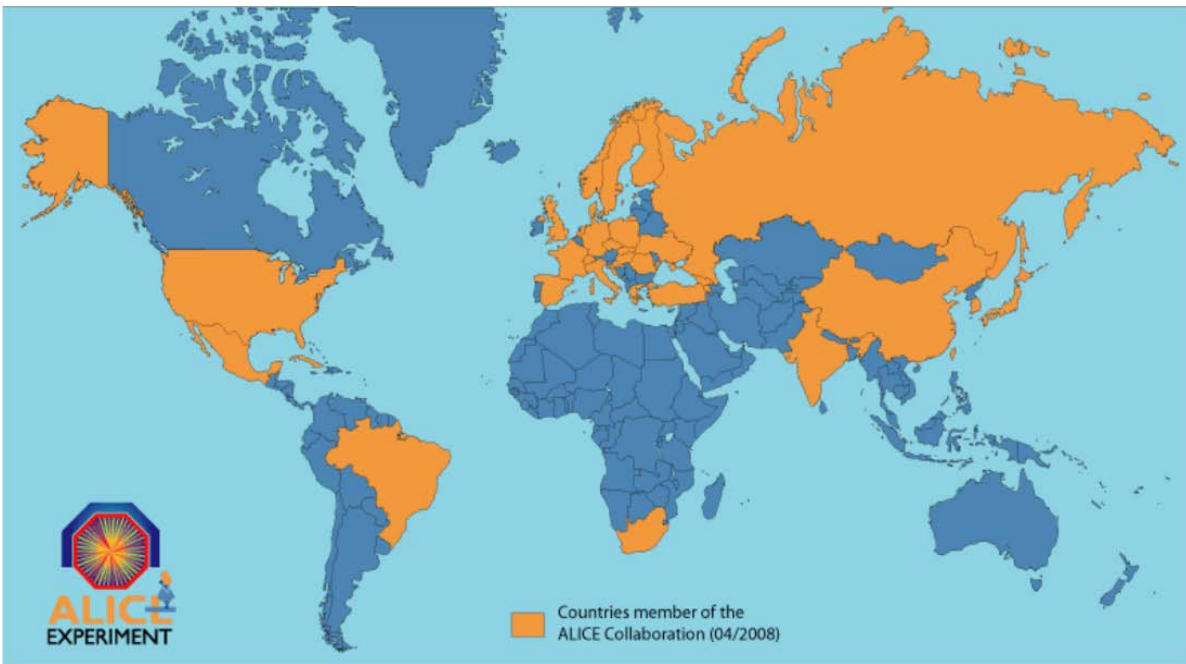 ALICE
EXPERIMENT
Countries member of the
ALICE Collaboration (04/2008)